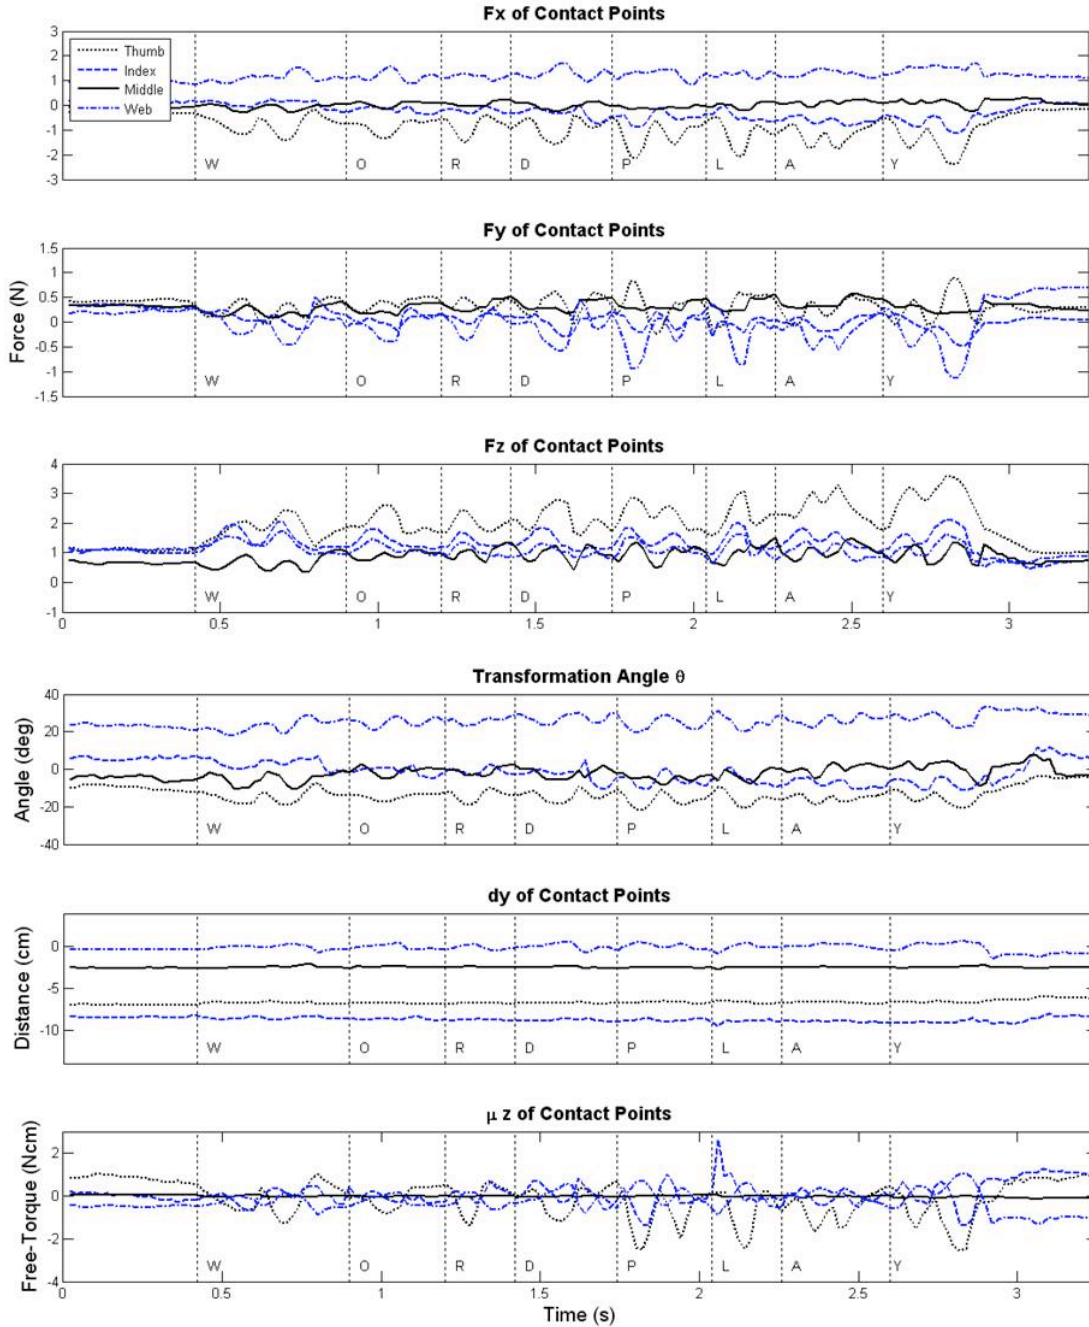 Fx of Contact Points
3
2
1
0
-1
-2
-3
Thumb
Index
Middle
Web
W O R D P L A Y
Fy of Contact Points
Force (N)
1.5
1
0.5
0
-0.5
-1
-1.5
W O R D P L A Y
Fz of Contact Points
4
3
2
1
0
-1
W O R D P L A Y
0 0.5 1 1.5 2 2.5 3
Transformation Angle θ
Angle (deg)
40
20
0
-20
-40
W O R D P L A Y
dy of Contact Points
Distance (cm)
0
-5
-10
W O R D P L A Y
μ z of Contact Points
Free-Torque (Ncm)
2
0
-2
-4
W O R D P L A Y
0 0.5 1 1.5 2 2.5 3
Time (s)